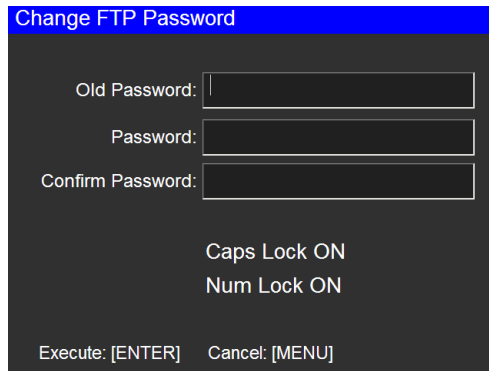 Change FTP Password
Old Password:
Password:
Confirm Password:
Caps Lock ON
Num Lock ON
Execute: [ENTER] Cancel: [MENU]